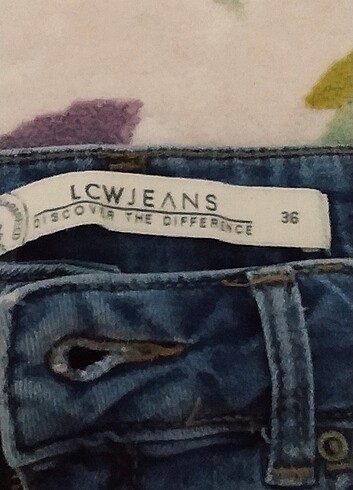 LCWJEANS
DISCOVER THE DIFFERENCE
36